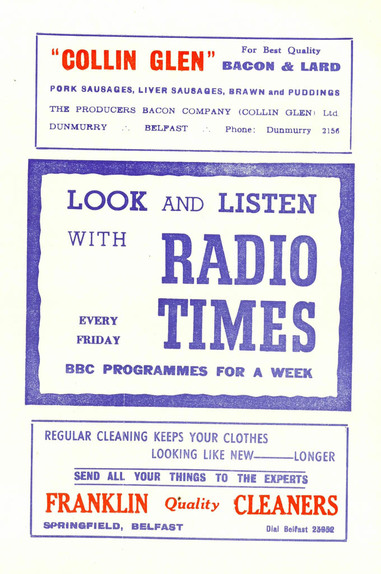 "COLLIN GLEN" For Best Quality
BACON & LARD
PORK SAUSAGES, LIVER SAUSAGES, BRAWN and PUDDINGS
THE PRODUCERS BACON COMPANY (COLLIN GLEN) Ltd
DUNMURRY ∴ BELFAST ∴ Phone: Dunmurry 2156
LOOK AND LISTEN
WITH RADIO
EVERY
FRIDAY
TIMES
BBC PROGRAMMES FOR A WEEK
REGULAR CLEANING KEEPS YOUR CLOTHES
LOOKING LIKE NEW——LONGER
SEND ALL YOUR THINGS TO THE EXPERTS
FRANKLIN Quality CLEANERS
SPRINGFIELD, BELFAST Dial Belfast